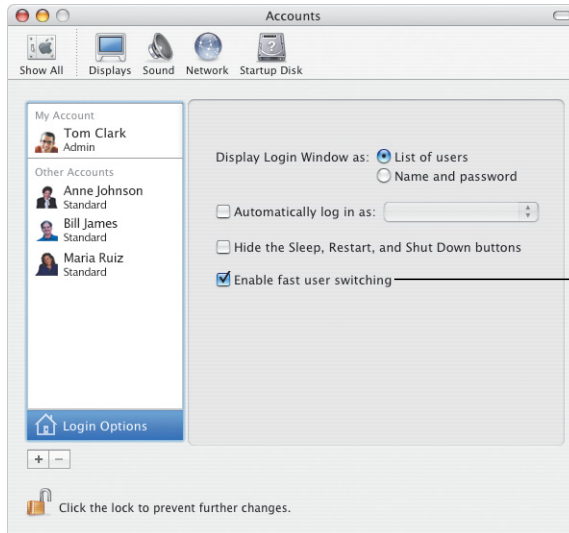 Accounts
Show All Displays Sound Network Startup Disk
My Account
Tom Clark
Admin
Other Accounts
Anne Johnson
Standard
Bill James
Standard
Maria Ruiz
Standard
Login Options
Display Login Window as: List of users
Name and password
Automatically log in as:
Hide the Sleep, Restart, and Shut Down buttons
Enable fast user switching
Click the lock to prevent further changes.